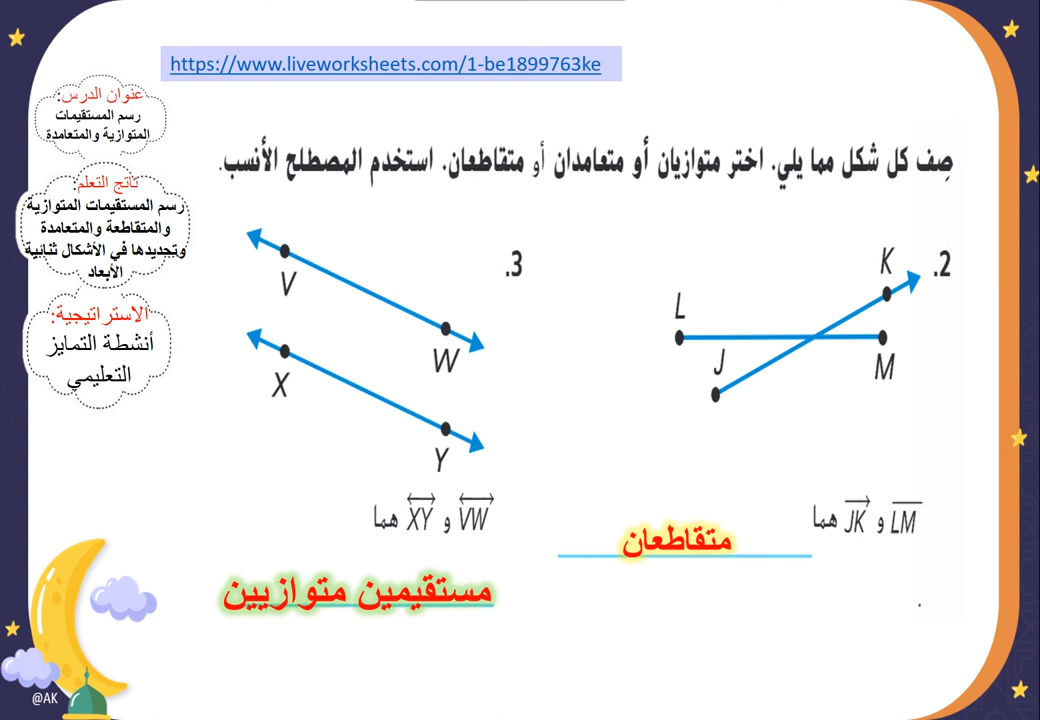 https://www.liveworksheets.com/1-be1899763ke
عنوان الدرس:
رسم المستقيمات
المتوازية والمتعامدة
ناتج التعلم:
رسم المستقيمات المتوازية
والمتقاطعة والمتعامدة
وتحديدها في الأشكال ثنائية
الأبعاد
الاستراتيجية:
أنشطة التمايز
التعليمي
صِف كل شكل مما يلي. اختر متوازيان أو متعامدان أو متقاطعان. استخدم المصطلح الأنسب.
2.
K
L
J
M
LM و JK هما
متقاطعان
3.
V
W
X
Y
VW و XY هما
مستقيمين متوازيين
@AK